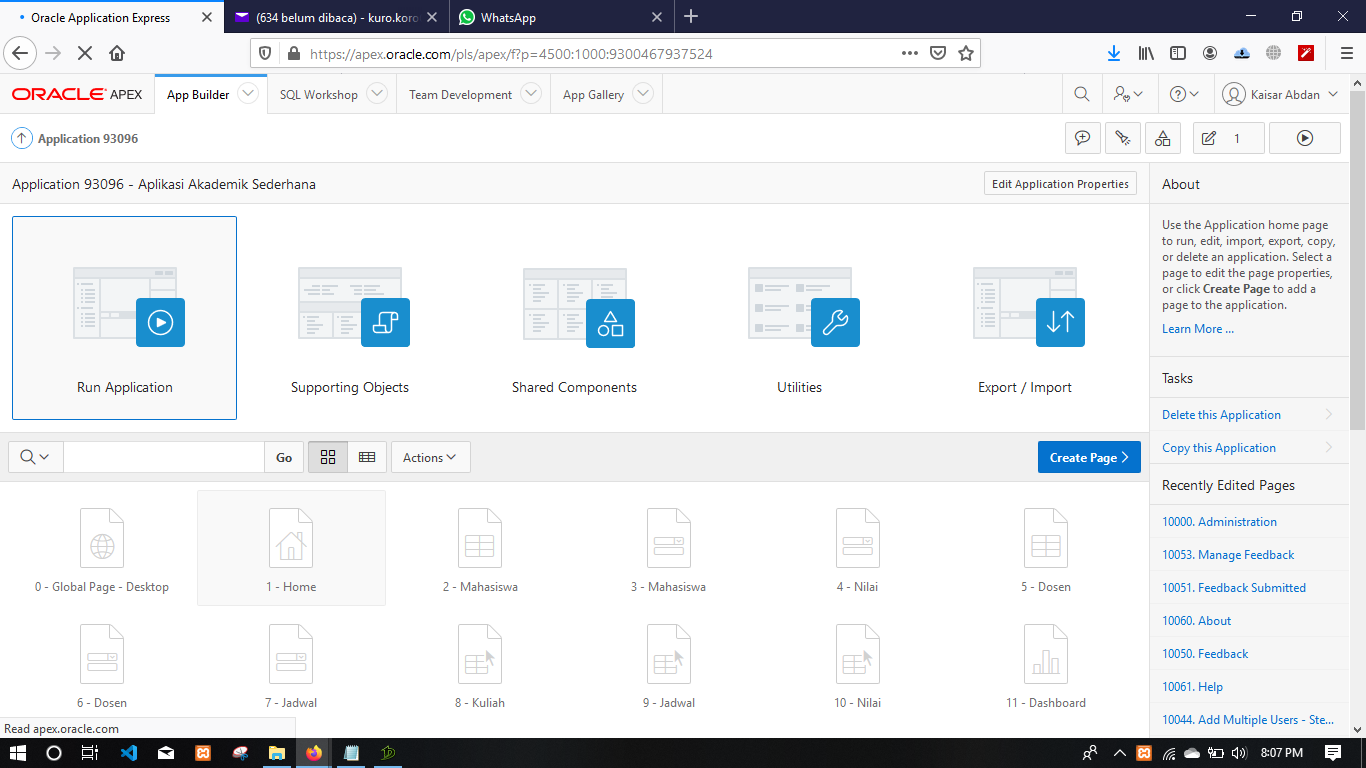 Oracle Application Express
(634 belum dibaca) - kuro.koro
WhatsApp
https://apex.oracle.com/pls/apex/f?p=4500:1000:9300467937524
ORACLE APEX
App Builder
SQL Workshop
Team Development
App Gallery
Kaisar Abdan
Application 93096
1
Application 93096 - Aplikasi Akademik Sederhana
Edit Application Properties
Run Application
Supporting Objects
Shared Components
Utilities
Export / Import
Go
Actions
Create Page
0 - Global Page - Desktop
1 - Home
2 - Mahasiswa
3 - Mahasiswa
4 - Nilai
5 - Dosen
6 - Dosen
7 - Jadwal
8 - Kuliah
9 - Jadwal
10 - Nilai
11 - Dashboard
About
Use the Application home page
to run, edit, import, export, copy,
or delete an application. Select a
page to edit the page properties,
or click Create Page to add a
page to the application.
Learn More ...
Tasks
Delete this Application
Copy this Application
Recently Edited Pages
10000. Administration
10053. Manage Feedback
10051. Feedback Submitted
10060. About
10050. Feedback
10061. Help
10044. Add Multiple Users - Ste...
Read apex.oracle.com
8:07 PM